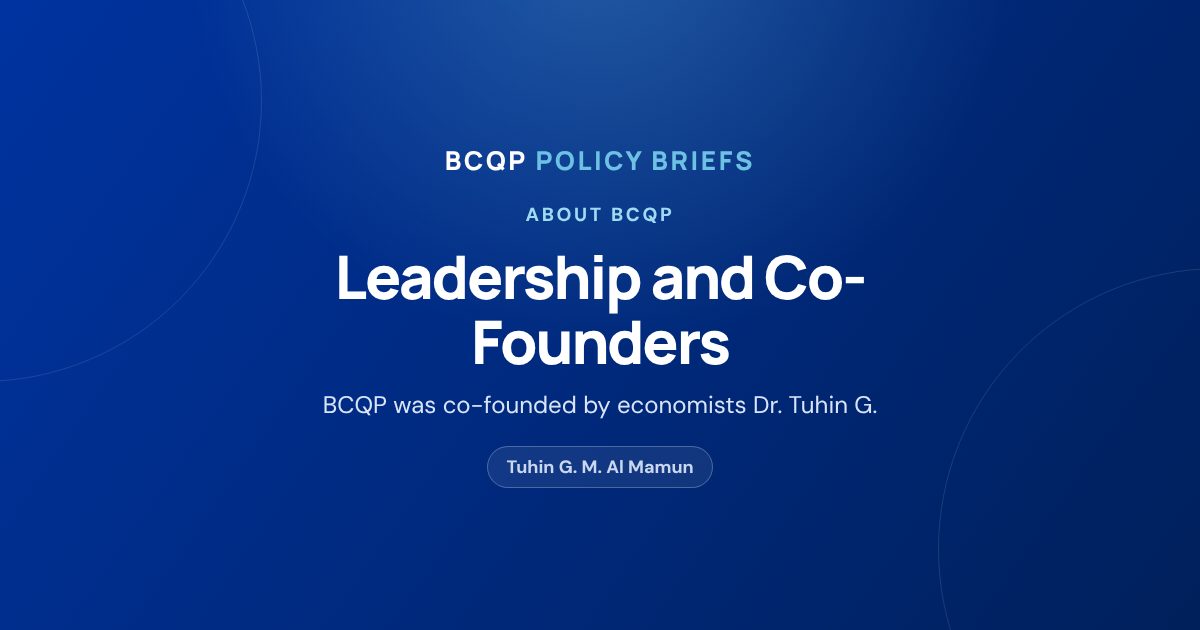 BCQP POLICY BRIEFS
ABOUT BCQP
Leadership and Co-
Founders
BCQP was co-founded by economists Dr. Tuhin G.
Tuhin G. M. Al Mamun